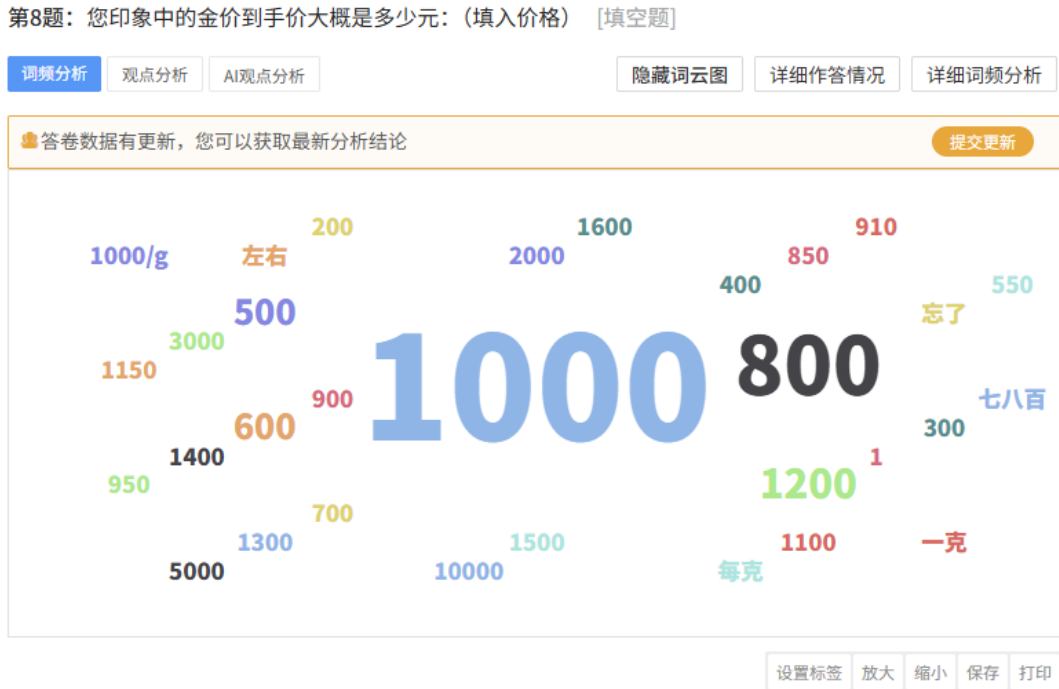 第8题：您印象中的金价到手价大概是多少元：（填入价格） [填空题]
词频分析 观点分析 AI观点分析 隐藏词云图 详细作答情况 详细词频分析
答卷数据有更新，您可以获取最新分析结论 提交更新
200 1600 910
1000/g 左右 2000 850
400 550
500 忘了
3000
1000 800
1150
900 七八百
600 300
1400 1
950 1200
700
1300 1500 1100 一克
5000 10000 每克
设置标签 放大 缩小 保存 打印